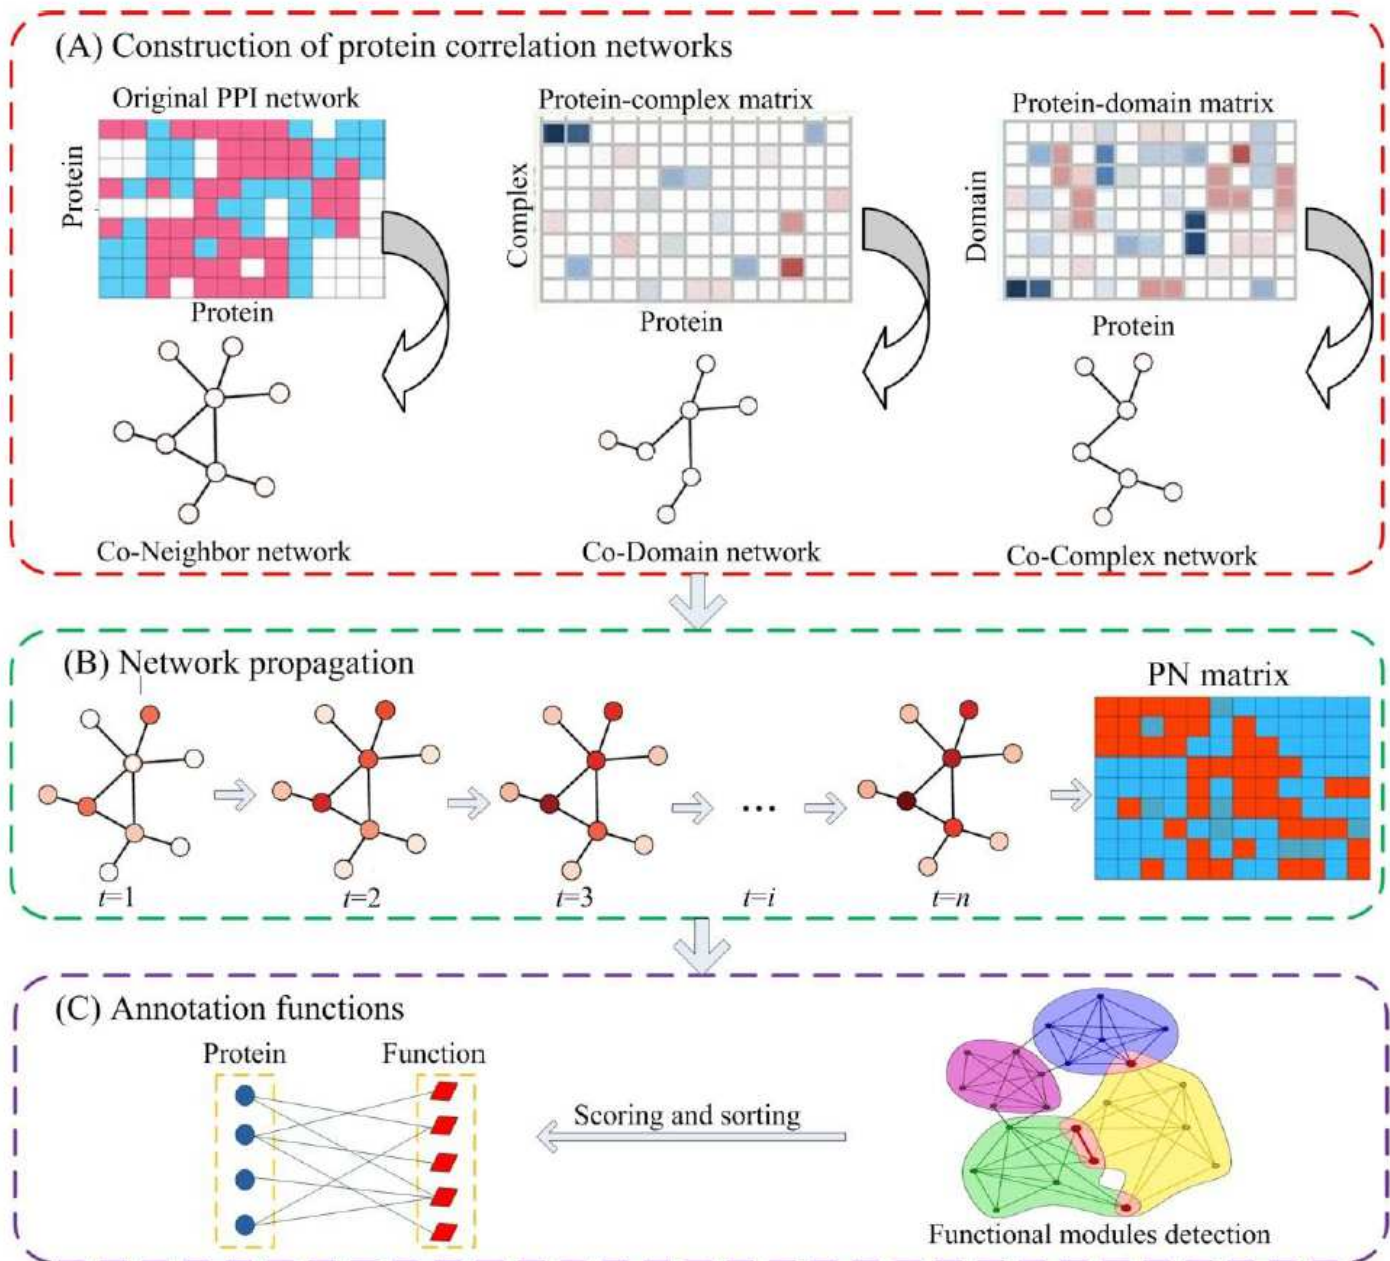 (A) Construction of protein correlation networks
Original PPI network
Protein-complex matrix
Protein-domain matrix
Protein
Complex
Domain
Protein
Protein
Protein
Co-Neighbor network
Co-Domain network
Co-Complex network
(B) Network propagation
PN matrix
...
t=1
t=2
t=3
t=i
t=n
(C) Annotation functions
Protein
Function
Scoring and sorting
Functional modules detection